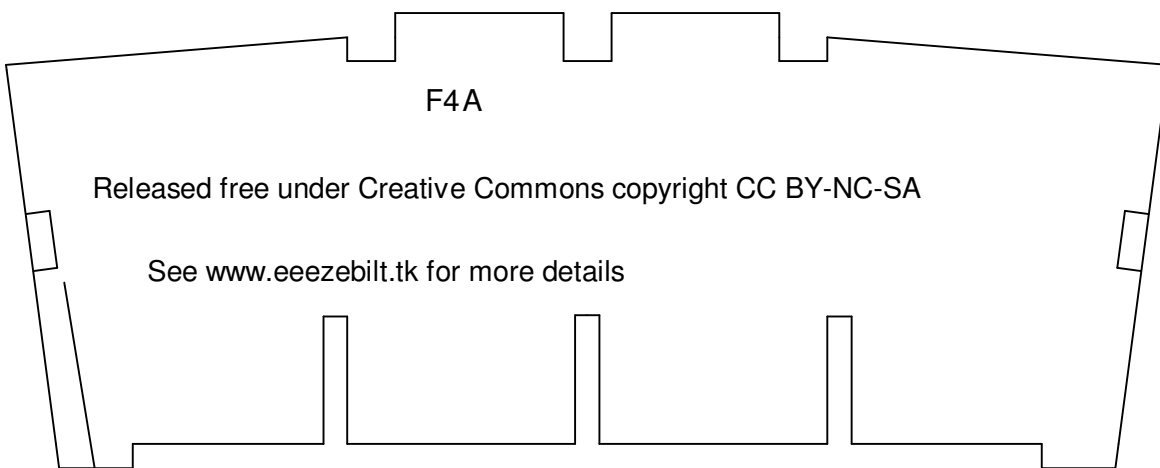 F4A
Released free under Creative Commons copyright CC BY-NC-SA
See www.eeezebilt.tk for more details